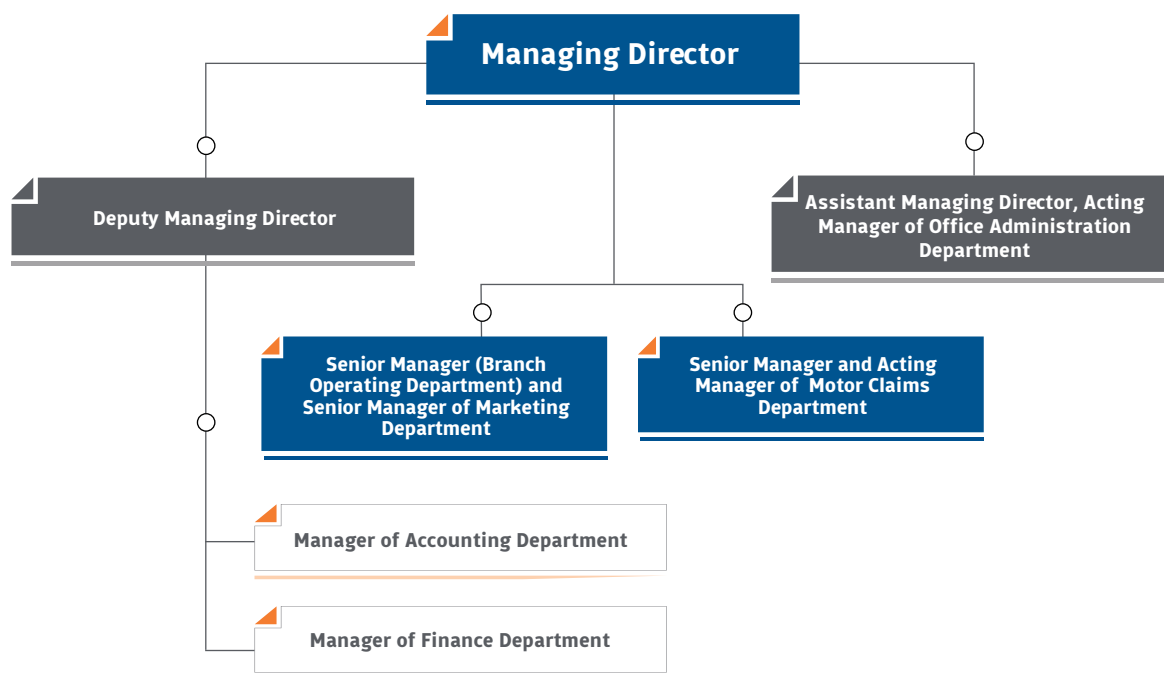 Managing Director
Deputy Managing Director
Assistant Managing Director, Acting
Manager of Office Administration
Department
Senior Manager (Branch
Operating Department) and
Senior Manager of Marketing
Department
Senior Manager and Acting
Manager of Motor Claims
Department
Manager of Accounting Department
Manager of Finance Department